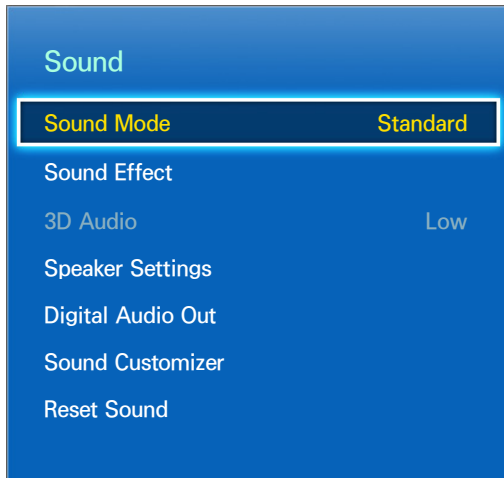 Sound
Sound Mode Standard
Sound Effect
3D Audio Low
Speaker Settings
Digital Audio Out
Sound Customizer
Reset Sound